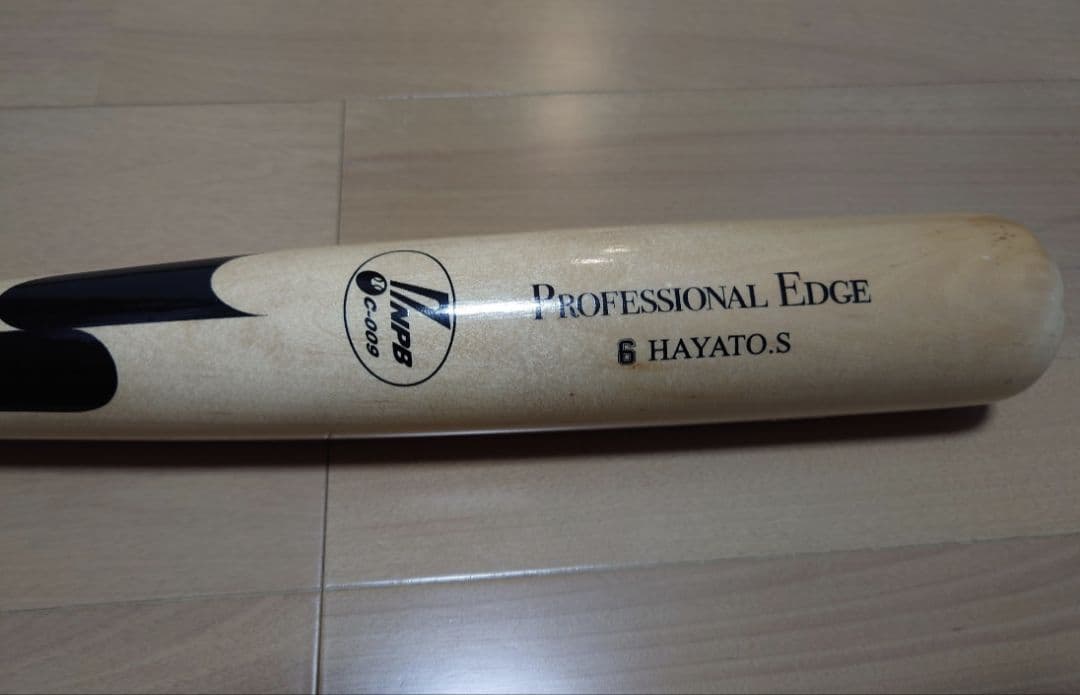 NPB
C-009
PROFESSIONAL EDGE
6 HAYATO.S